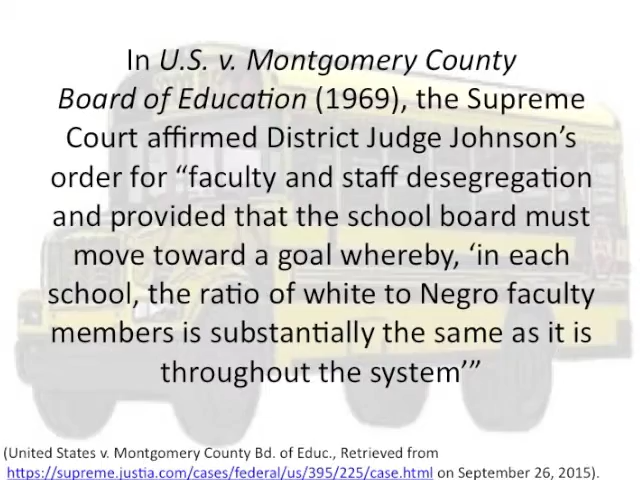 In U.S. v. Montgomery County
Board of Education (1969), the Supreme
Court affirmed District Judge Johnson’s
order for “faculty and staff desegregation
and provided that the school board must
move toward a goal whereby, ‘in each
school, the ratio of white to Negro faculty
members is substantially the same as it is
throughout the system’”
(United States v. Montgomery County Bd. of Educ., Retrieved from
https://supreme.justia.com/cases/federal/us/395/225/case.html on September 26, 2015).